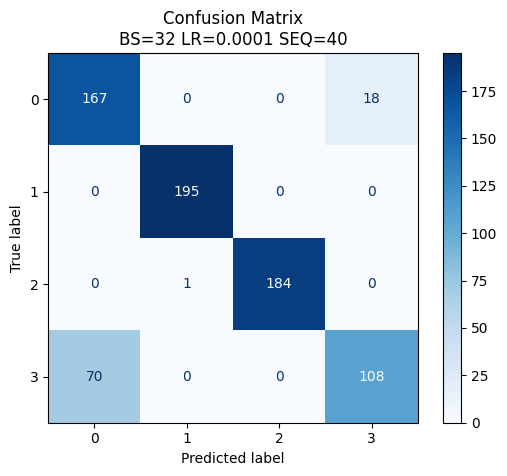 Confusion Matrix
BS=32 LR=0.0001 SEQ=40
0 167 0 0 18
1 0 195 0 0
2 0 1 184 0
3 70 0 0 108
0 1 2 3
Predicted label
True label
175
150
125
100
75
50
25
0